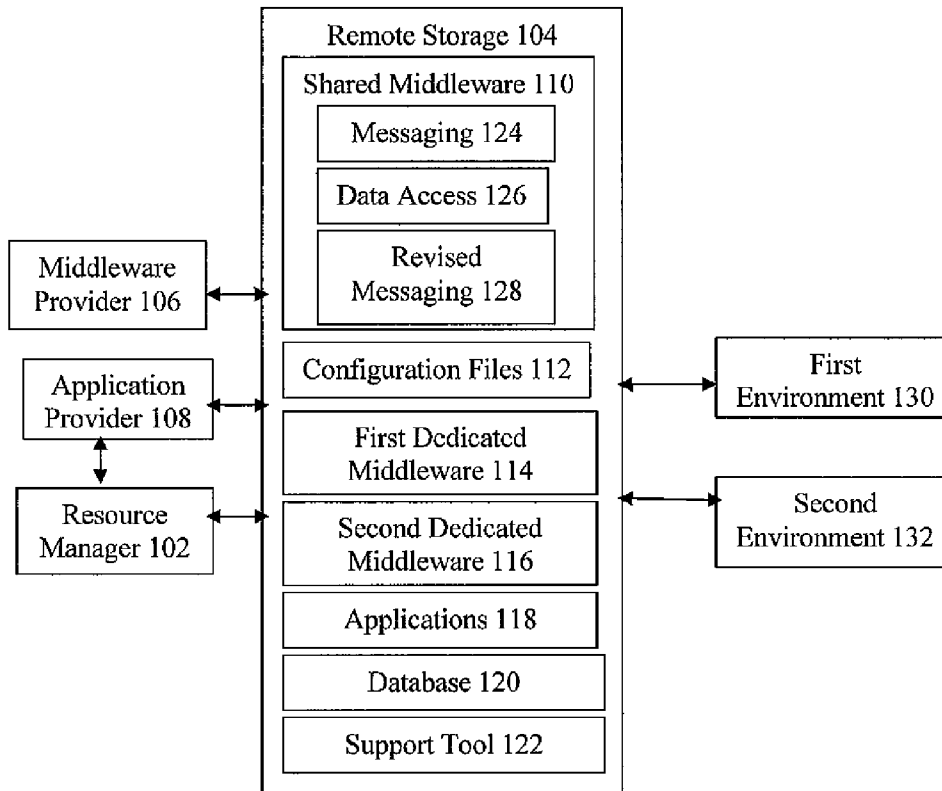 Remote Storage 104
Shared Middleware 110
Messaging 124
Data Access 126
Revised
Messaging 128
Middleware
Provider 106
Configuration Files 112
Application
Provider 108
First
Environment 130
First Dedicated
Middleware 114
Resource
Manager 102
Second Dedicated
Middleware 116
Second
Environment 132
Applications 118
Database 120
Support Tool 122